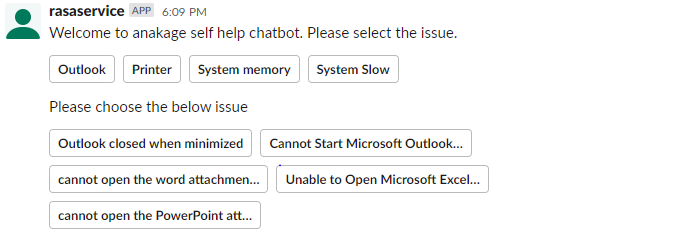 rasaservice APP 6:09 PM
Welcome to anakage self help chatbot. Please select the issue.
Outlook Printer System memory System Slow
Please choose the below issue
Outlook closed when minimized Cannot Start Microsoft Outlook...
cannot open the word attachmen... Unable to Open Microsoft Excel...
cannot open the PowerPoint att...